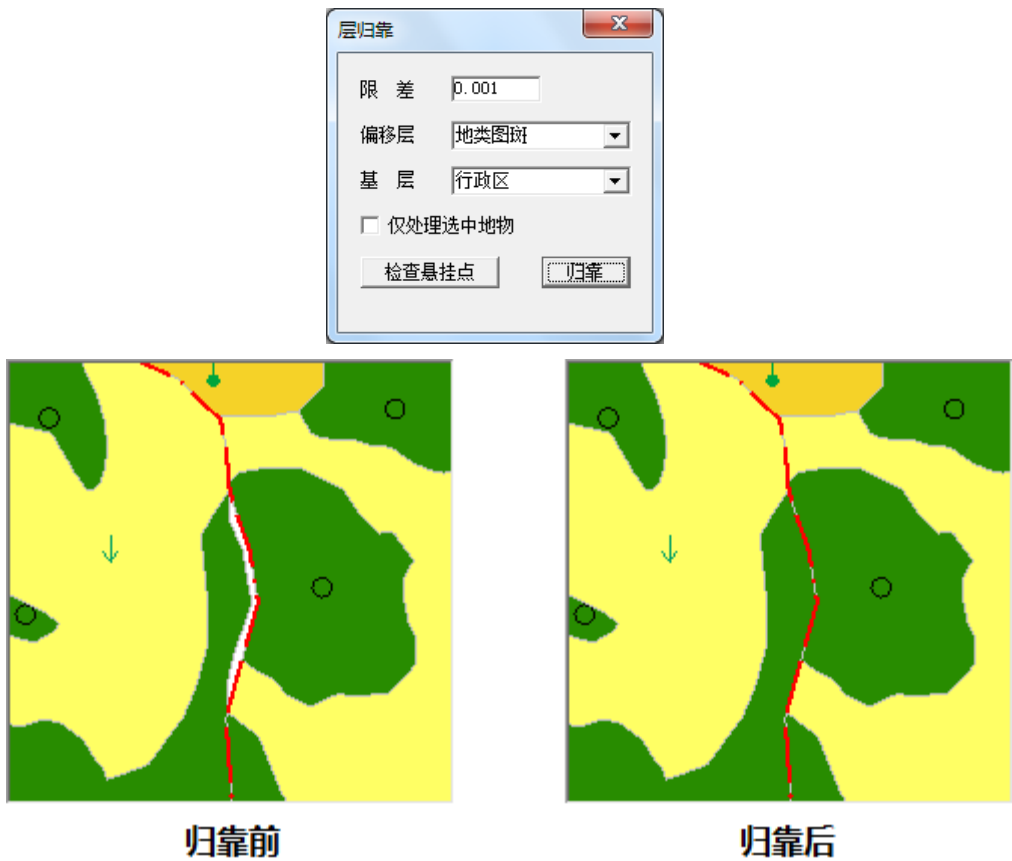 层归靠
限 差 0.001
偏移层 地类图斑
基 层 行政区
仅处理选中地物
检查悬挂点 归靠
归靠前 归靠后